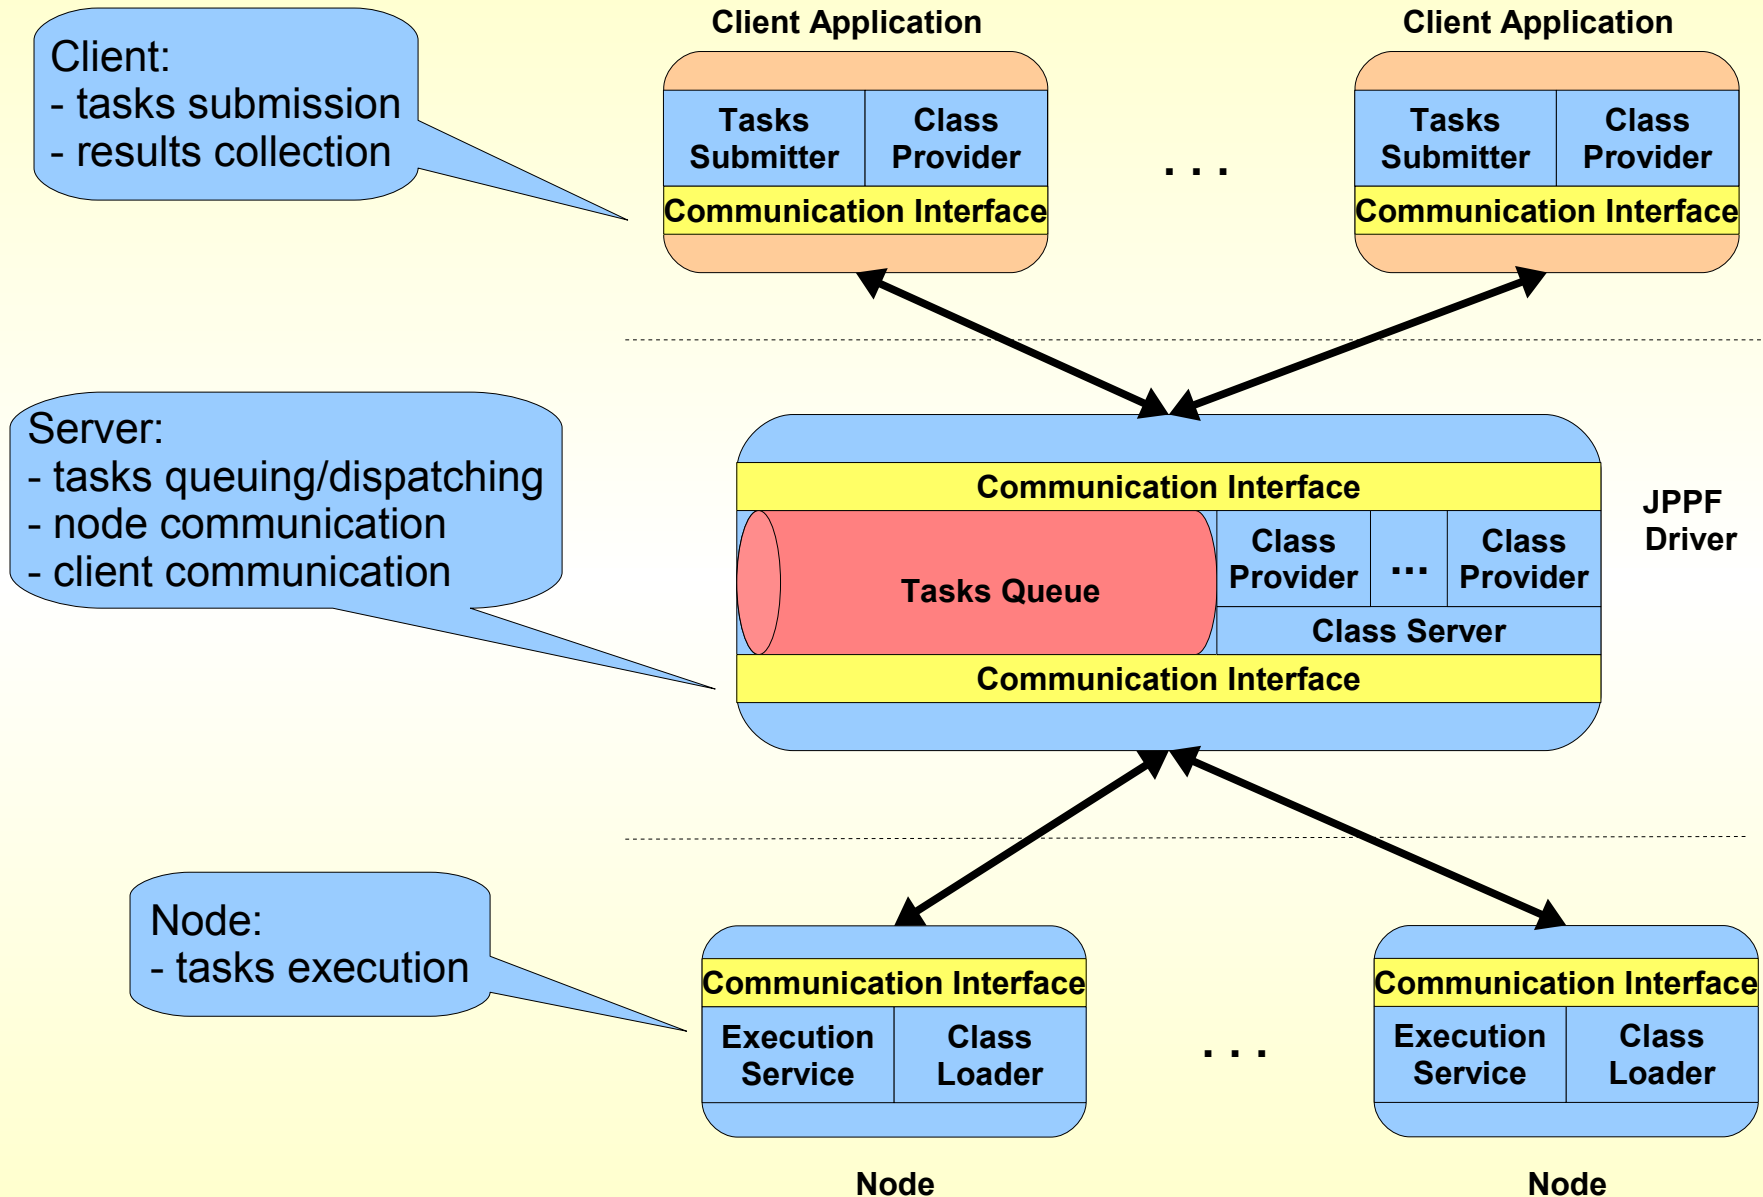 Client Application
Client Application
Client:
- tasks submission
- results collection
Tasks
Submitter
Class
Provider
Communication Interface
. . .
Tasks
Submitter
Class
Provider
Communication Interface
Server:
- tasks queuing/dispatching
- node communication
- client communication
Communication Interface
Tasks Queue
Class
Provider
...
Class
Provider
Class Server
Communication Interface
JPPF
Driver
Node:
- tasks execution
Communication Interface
Execution
Service
Class
Loader
. . .
Communication Interface
Execution
Service
Class
Loader
Node
Node